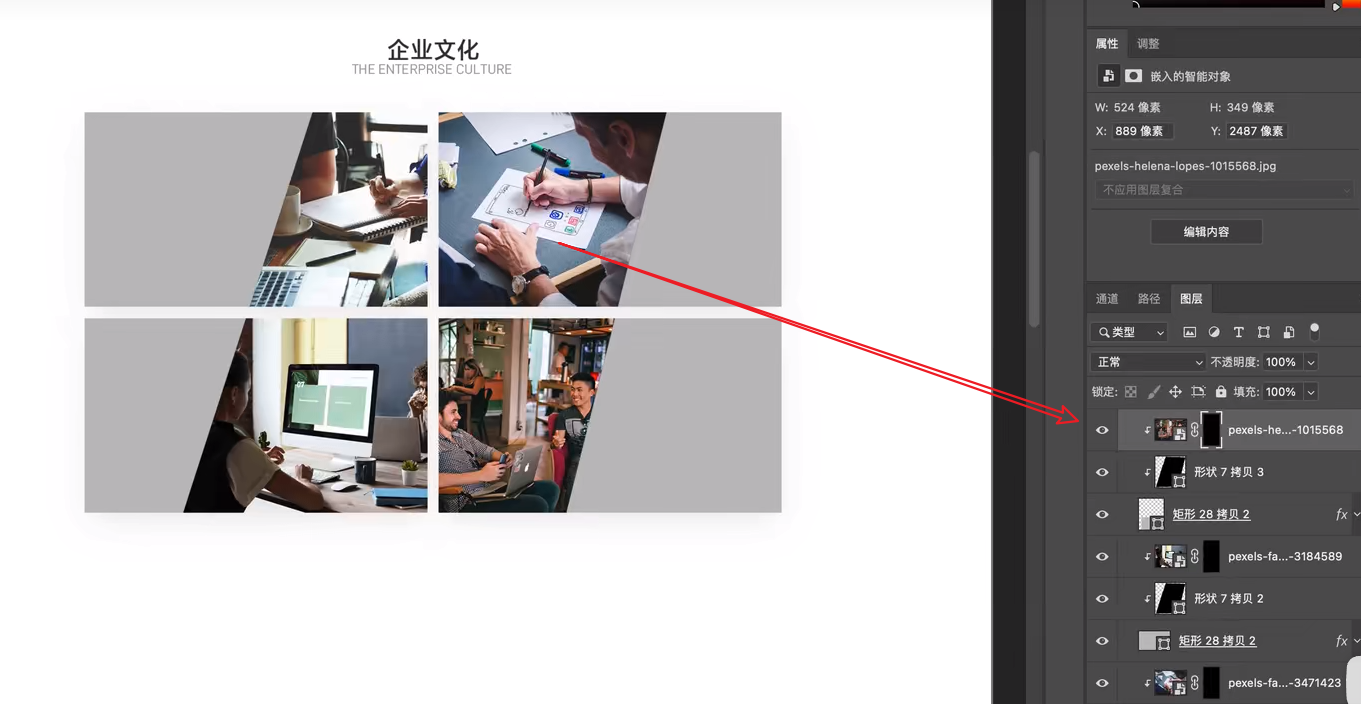 企业文化
THE ENTERPRISE CULTURE
07
属性 调整
嵌入的智能对象
W: 524 像素 H: 349 像素
X: 889 像素 Y: 2487 像素
pexels-helena-lopes-1015568.jpg
不应用图层复合
编辑内容
通道 路径 图层
类型
正常 不透明度: 100%
锁定: 填充: 100%
pexels-he...-1015568
形状 7 拷贝 3
矩形 28 拷贝 2 fx
pexels-fa...-3184589
形状 7 拷贝 2
矩形 28 拷贝 2 fx
pexels-fa...-3471423